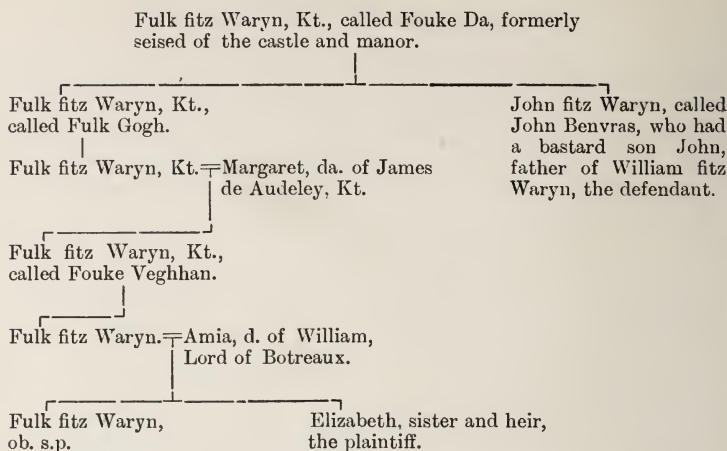 Fulk fitz Waryn, Kt., called Fouke Da, formerly
seised of the castle and manor.
Fulk fitz Waryn, Kt.,
called Fulk Gogh.
John fitz Waryn, called
John Benvras, who had
a bastard son John,
father of William fitz
Waryn, the defendant.
Fulk fitz Waryn, Kt.
Margaret, da. of James
de Audeley, Kt.
Fulk fitz Waryn, Kt.,
called Fouke Veghhan.
Fulk fitz Waryn.
Amia, d. of William,
Lord of Botreaux.
Fulk fitz Waryn,
ob. s.p.
Elizabeth, sister and heir,
the plaintiff.